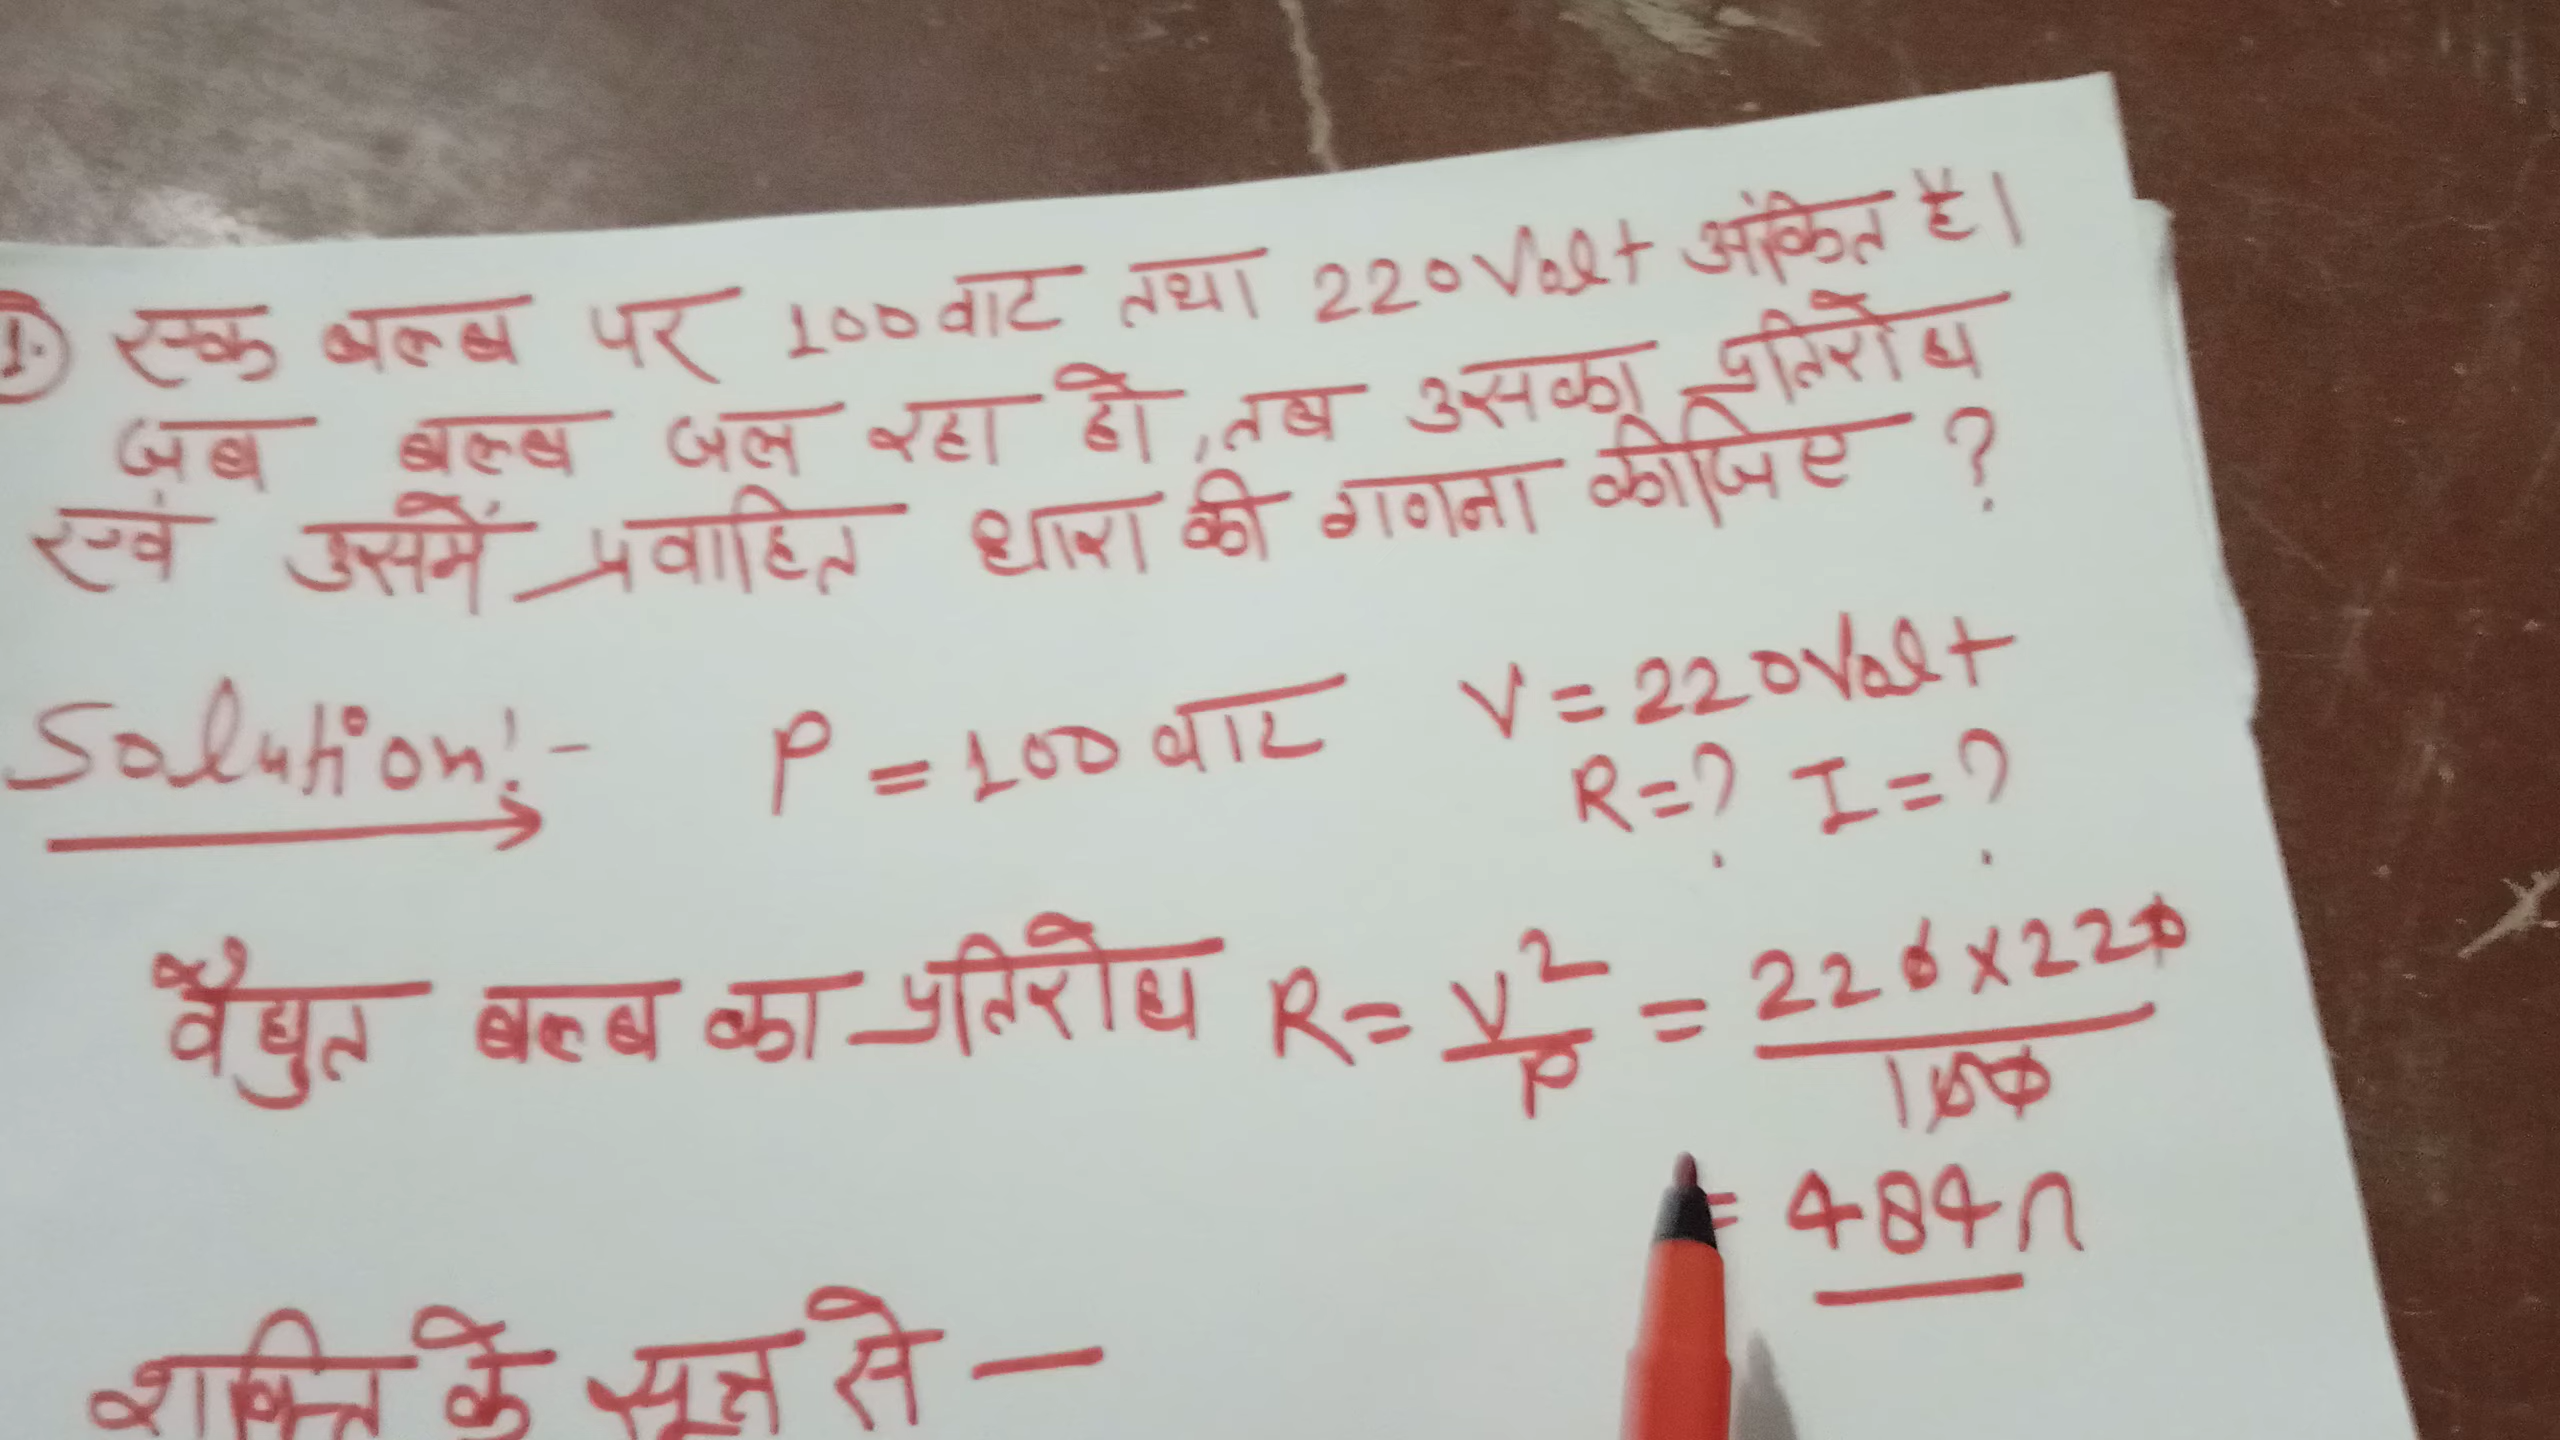 1. एक बल्ब पर 100 वाट तथा 220 Volt अंकित है।
जब बल्ब जल रहा हो, तब उसका प्रतिरोध
एवं उसमें प्रवाहित धारा की गणना कीजिए ?
Solution:- P = 100 वाट V = 220 Volt
R = ? I = ?
वैद्युत बल्ब का प्रतिरोध R = V²/P = 220 x 220/100
= 484 Ω
शक्ति के सूत्र से —